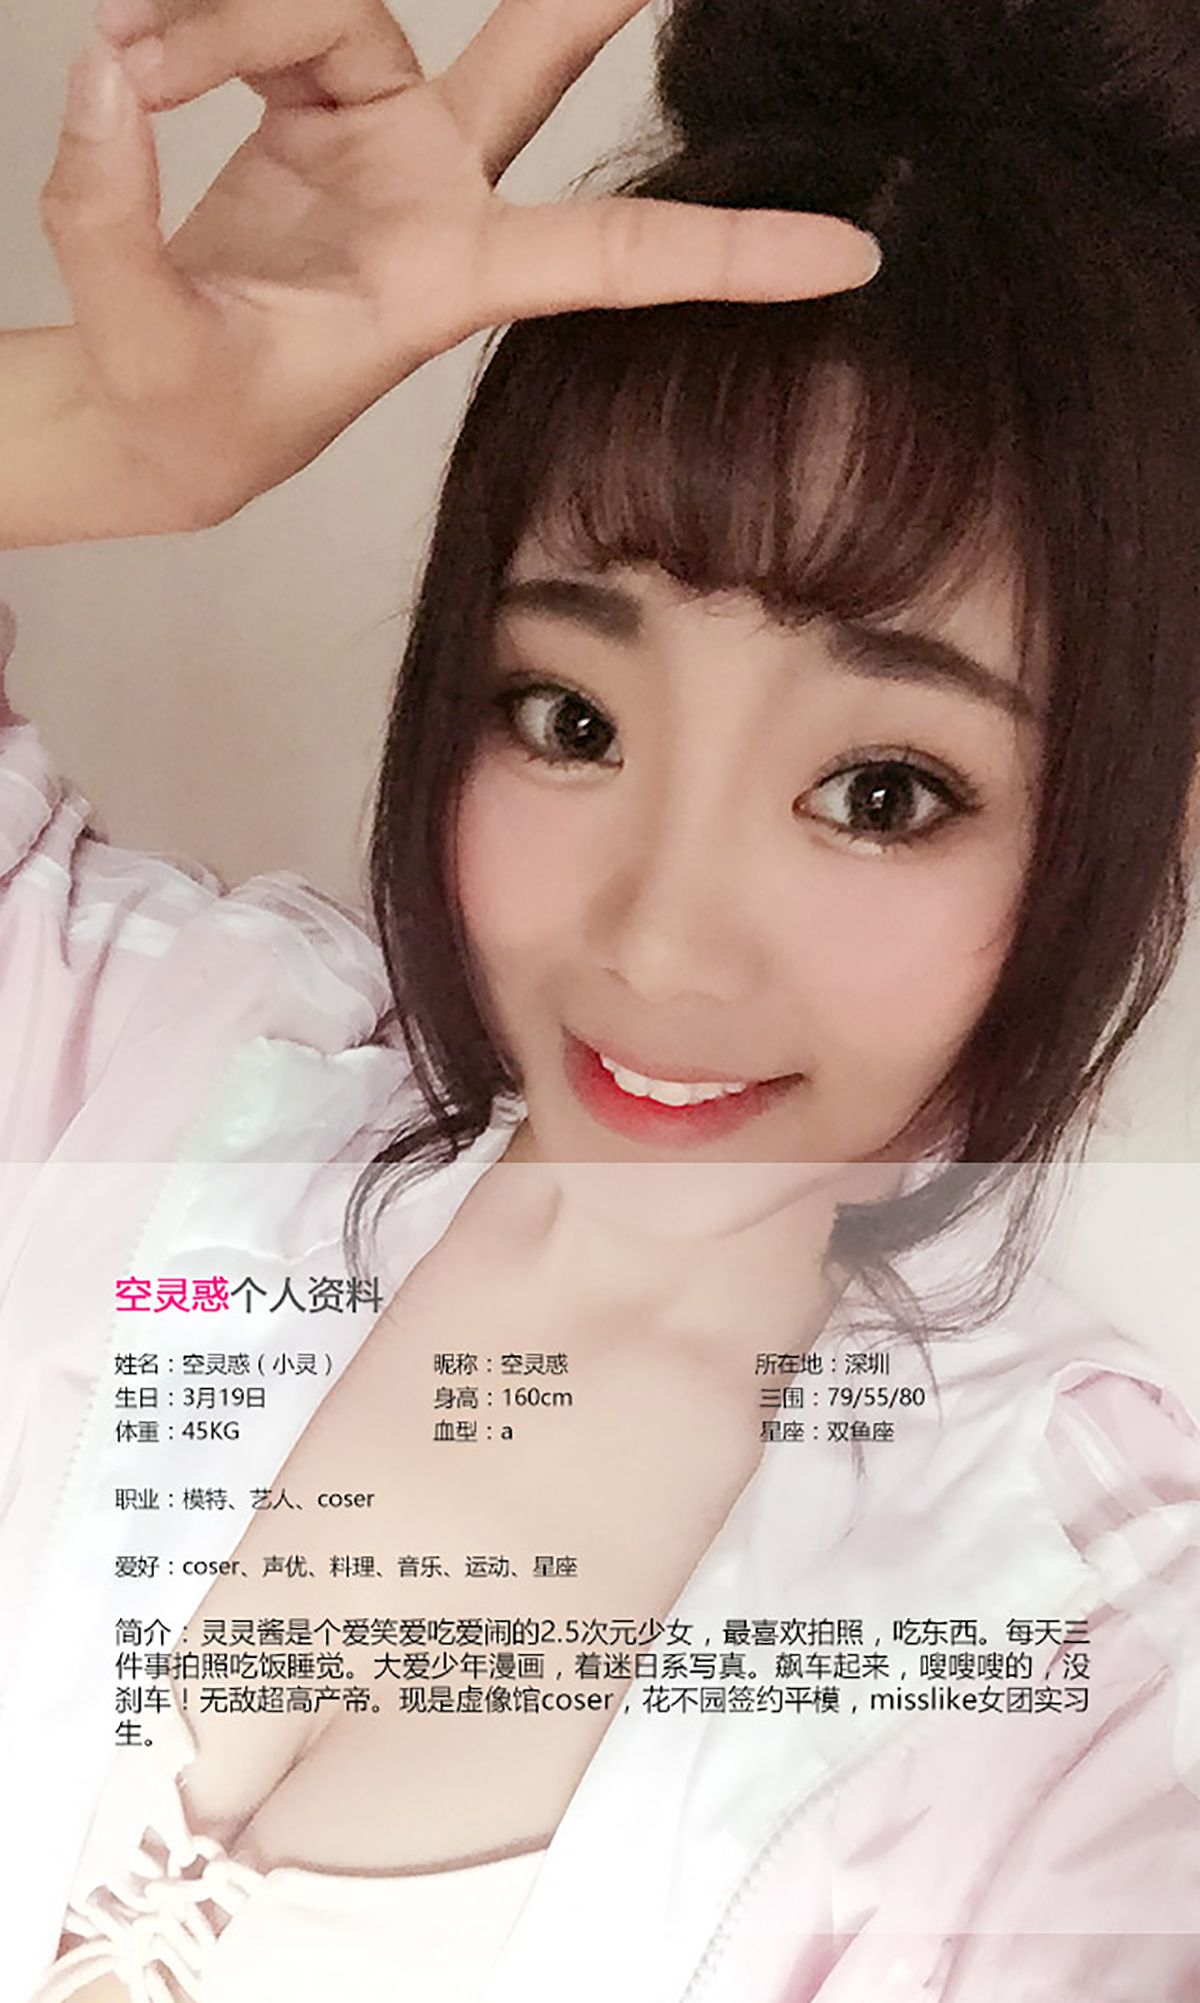 空灵惑个人资料
姓名：空灵惑（小灵） 昵称：空灵惑 所在地：深圳
生日：3月19日 身高：160cm 三围：79/55/80
体重：45KG 血型：a 星座：双鱼座
职业：模特、艺人、coser
爱好：coser、声优、料理、音乐、运动、星座
简介：灵灵酱是个爱笑爱吃爱闹的2.5次元少女，最喜欢拍照，吃东西。每天三
件事拍照吃饭睡觉。大爱少年漫画，着迷日系写真。飙车起来，嗖嗖嗖的，没
刹车！无敌超高产帝。现是虚像馆coser，花不园签约平模，misslike女团实习
生。